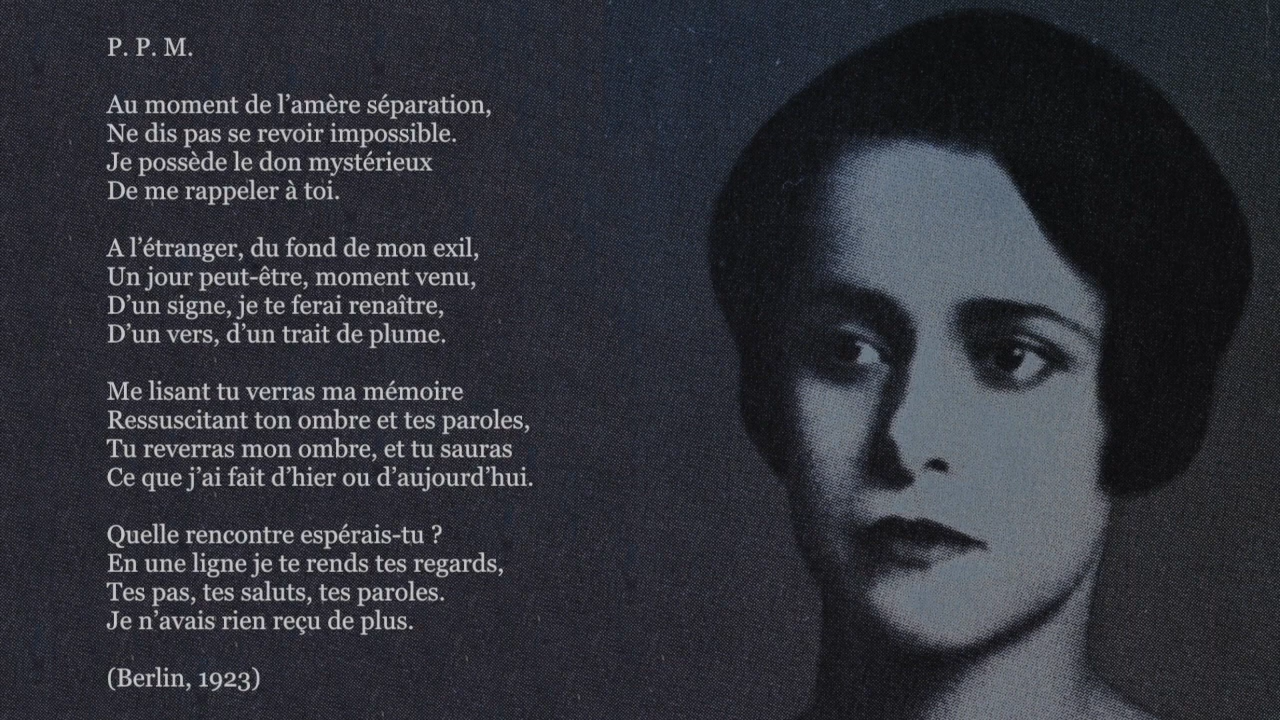 P. P. M.
Au moment de l’amère séparation,
Ne dis pas se revoir impossible.
Je possède le don mystérieux
De me rappeler à toi.
A l’étranger, du fond de mon exil,
Un jour peut-être, moment venu,
D’un signe, je te ferai renaître,
D’un vers, d’un trait de plume.
Me lisant tu verras ma mémoire
Ressuscitant ton ombre et tes paroles,
Tu reverras mon ombre, et tu sauras
Ce que j’ai fait d’hier ou d’aujourd’hui.
Quelle rencontre espérais-tu ?
En une ligne je te rends tes regards,
Tes pas, tes saluts, tes paroles.
Je n’avais rien reçu de plus.
(Berlin, 1923)